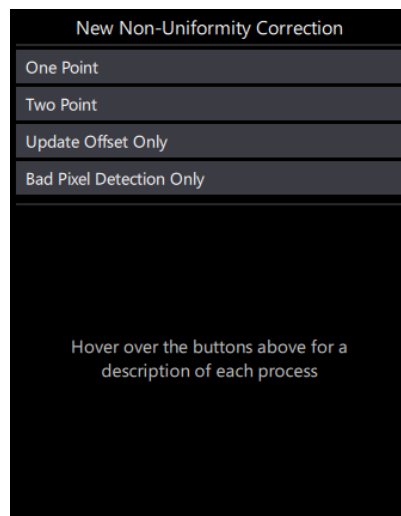 New Non-Uniformity Correction
One Point
Two Point
Update Offset Only
Bad Pixel Detection Only
Hover over the buttons above for a
description of each process